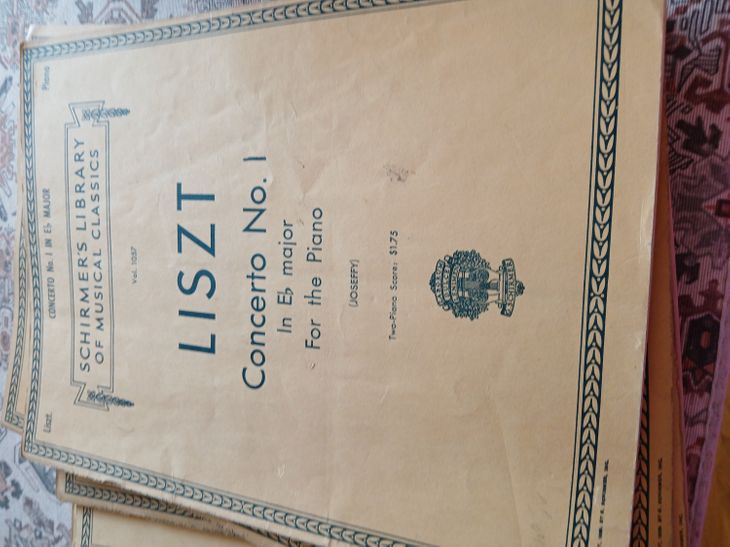 Liszt.
CONCERTO No. 1 IN E♭ MAJOR
Piano
SCHIRMER'S LIBRARY
OF MUSICAL CLASSICS
Vol. 1057
LISZT
Concerto No. 1
In E♭ major
For the Piano
(JOSEFFY)
Two-Piano Score: $1.75